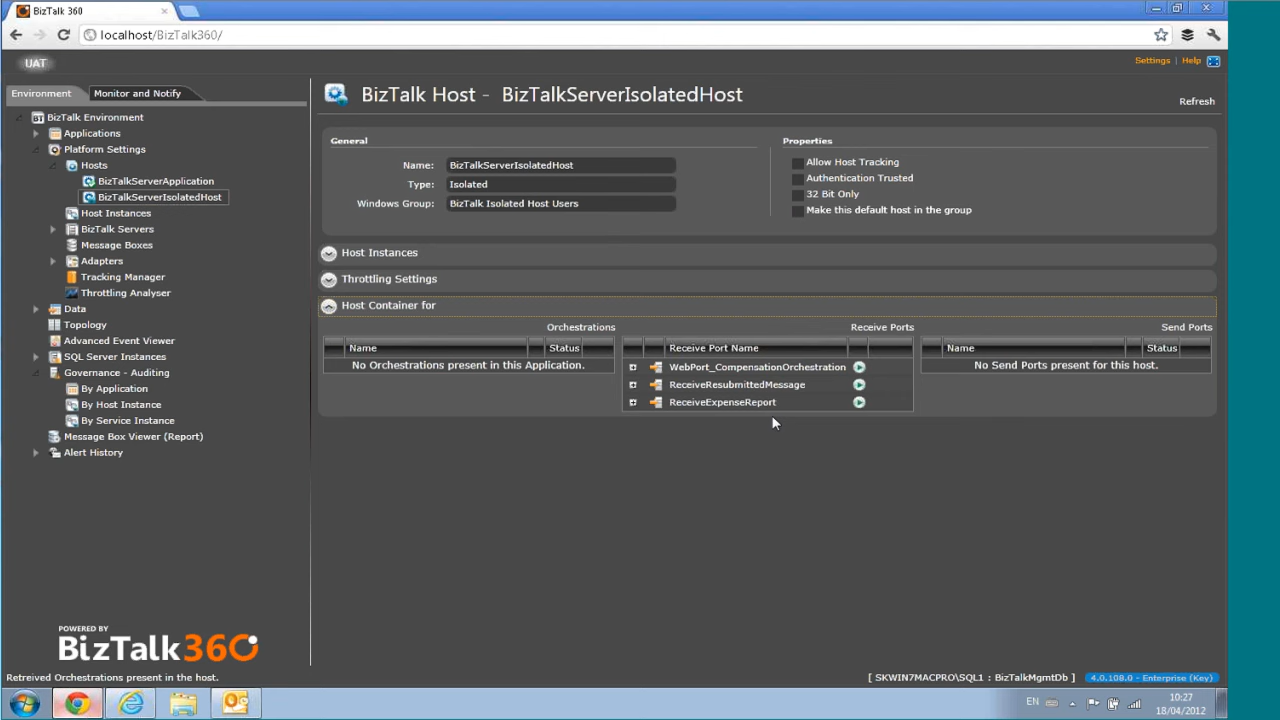 BizTalk 360
localhost/BizTalk360/
UAT
Settings | Help
Environment
Monitor and Notify
BizTalk Environment
Applications
Platform Settings
Hosts
BizTalkServerApplication
BizTalkServerIsolatedHost
Host Instances
BizTalk Servers
Message Boxes
Adapters
Tracking Manager
Throttling Analyser
Data
Topology
Advanced Event Viewer
SQL Server Instances
Governance - Auditing
By Application
By Host Instance
By Service Instance
Message Box Viewer (Report)
Alert History
POWERED BY
BizTalk360
BizTalk Host - BizTalkServerIsolatedHost
Refresh
General
Name: BizTalkServerIsolatedHost
Type: Isolated
Windows Group: BizTalk Isolated Host Users
Properties
Allow Host Tracking
Authentication Trusted
32 Bit Only
Make this default host in the group
Host Instances
Throttling Settings
Host Container for
Orchestrations
Name Status
No Orchestrations present in this Application.
Receive Ports
Receive Port Name
WebPort_CompensationOrchestration
ReceiveResubmittedMessage
ReceiveExpenseReport
Send Ports
Name Status
No Send Ports present for this host.
Retreived Orchestrations present in the host.
[ SKWIN7MACPRO\SQL1 : BizTalkMgmtDb ]
4.0.108.0 - Enterprise (Key)
EN
10:27
18/04/2012